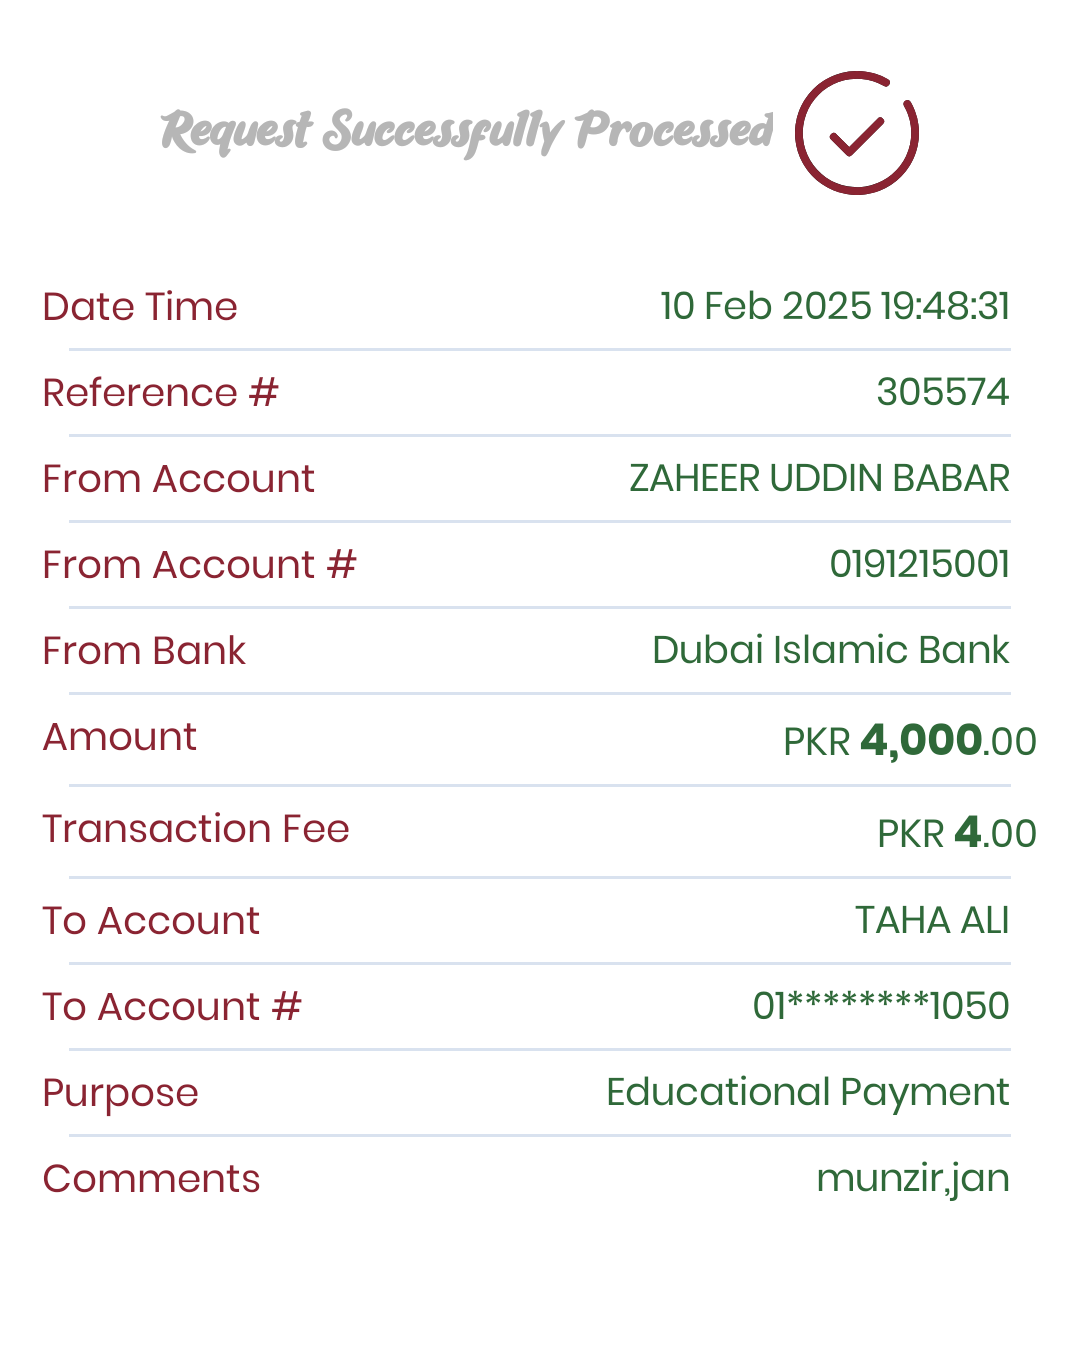 Request Successfully Processed
Date Time 10 Feb 2025 19:48:31
Reference # 305574
From Account ZAHEER UDDIN BABAR
From Account # 0191215001
From Bank Dubai Islamic Bank
Amount PKR 4,000.00
Transaction Fee PKR 4.00
To Account TAHA ALI
To Account # 01********1050
Purpose Educational Payment
Comments munzir,jan